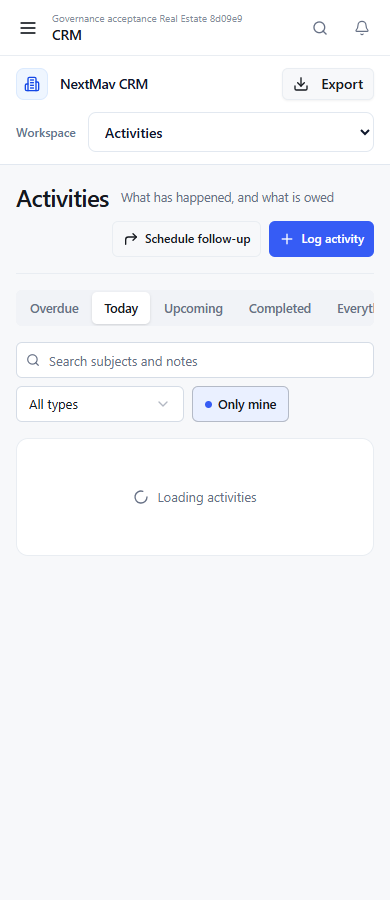 Governance acceptance Real Estate 8d09e9
CRM
NextMav CRM
Export
Workspace
Activities
Activities
What has happened, and what is owed
Schedule follow-up
Log activity
Overdue Today Upcoming Completed
Search subjects and notes
All types
Only mine
Loading activities